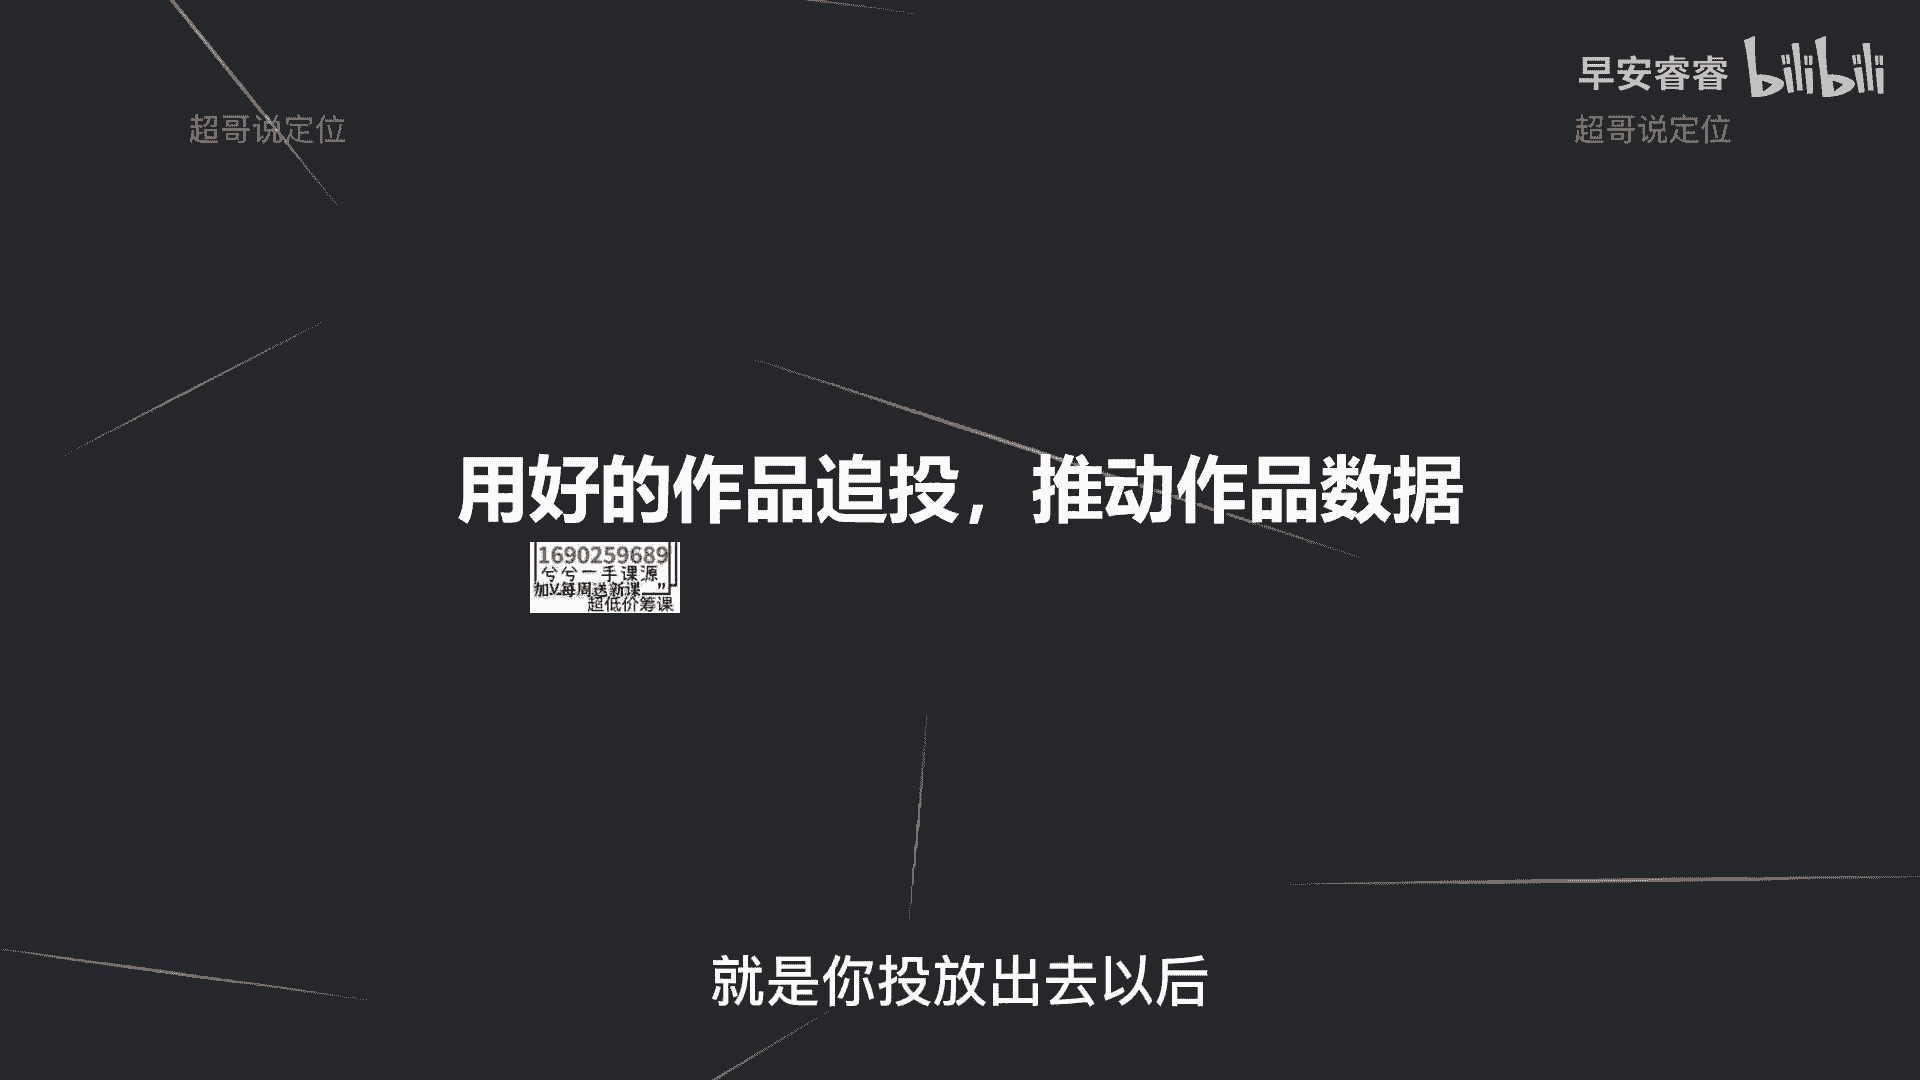 早安睿睿 bilibili
超哥说定位 超哥说定位
用好的作品追投，推动作品数据
1690259689
兮兮一手课源
加V每周送新课
超低价筹课
就是你投放出去以后